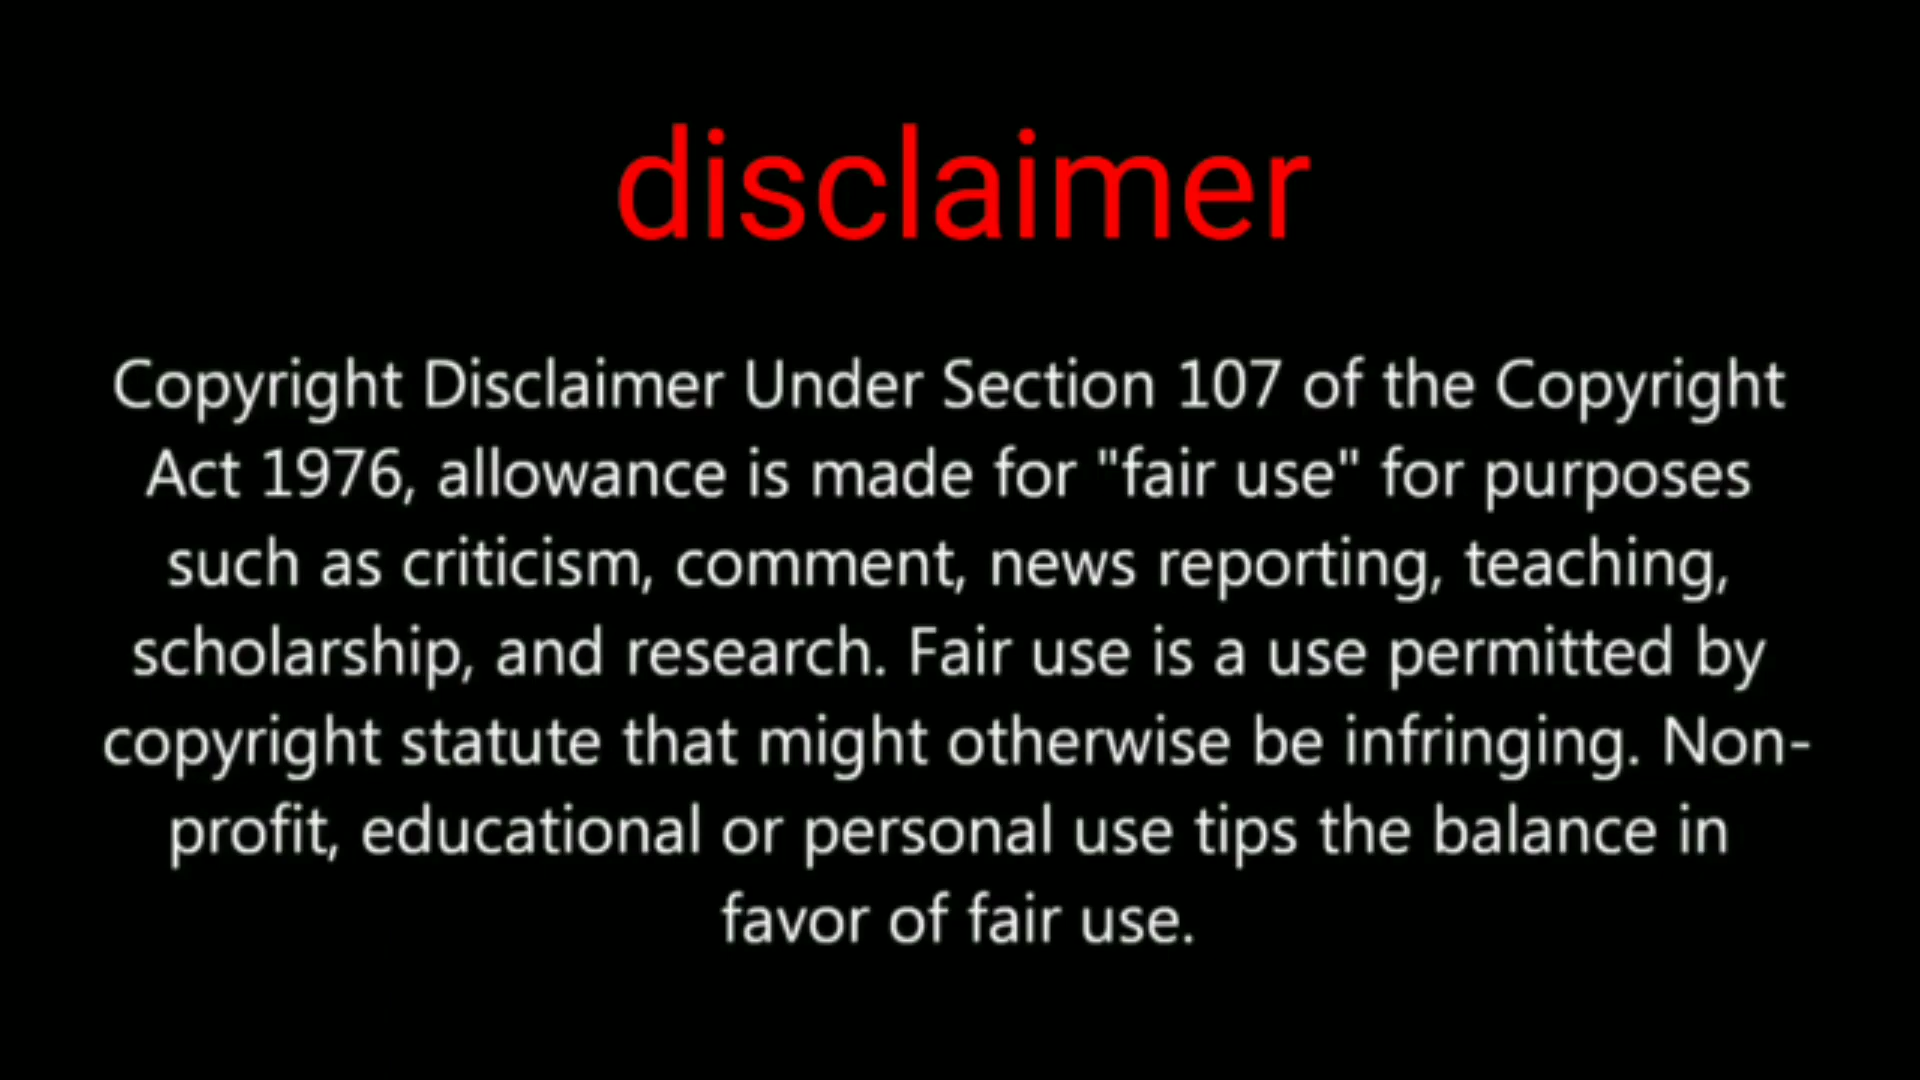 disclaimer
Copyright Disclaimer Under Section 107 of the Copyright
Act 1976, allowance is made for "fair use" for purposes
such as criticism, comment, news reporting, teaching,
scholarship, and research. Fair use is a use permitted by
copyright statute that might otherwise be infringing. Non-
profit, educational or personal use tips the balance in
favor of fair use.